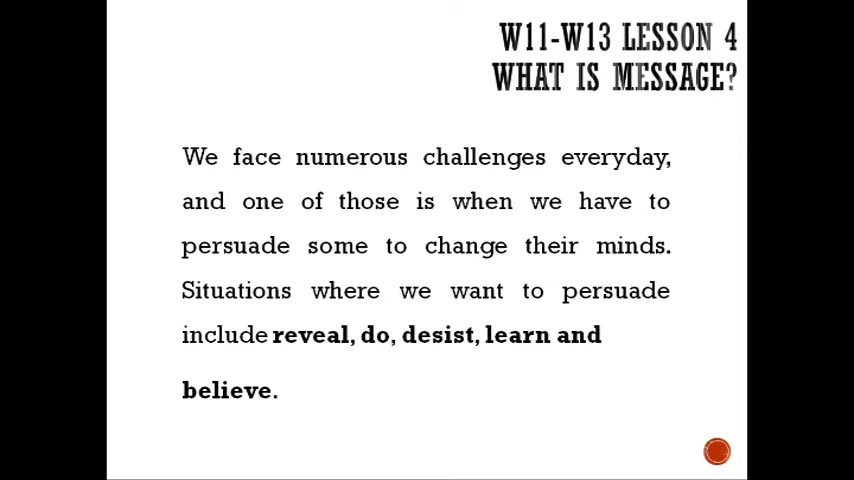 W11-W13 LESSON 4
WHAT IS MESSAGE?
We face numerous challenges everyday,
and one of those is when we have to
persuade some to change their minds.
Situations where we want to persuade
include reveal, do, desist, learn and
believe.